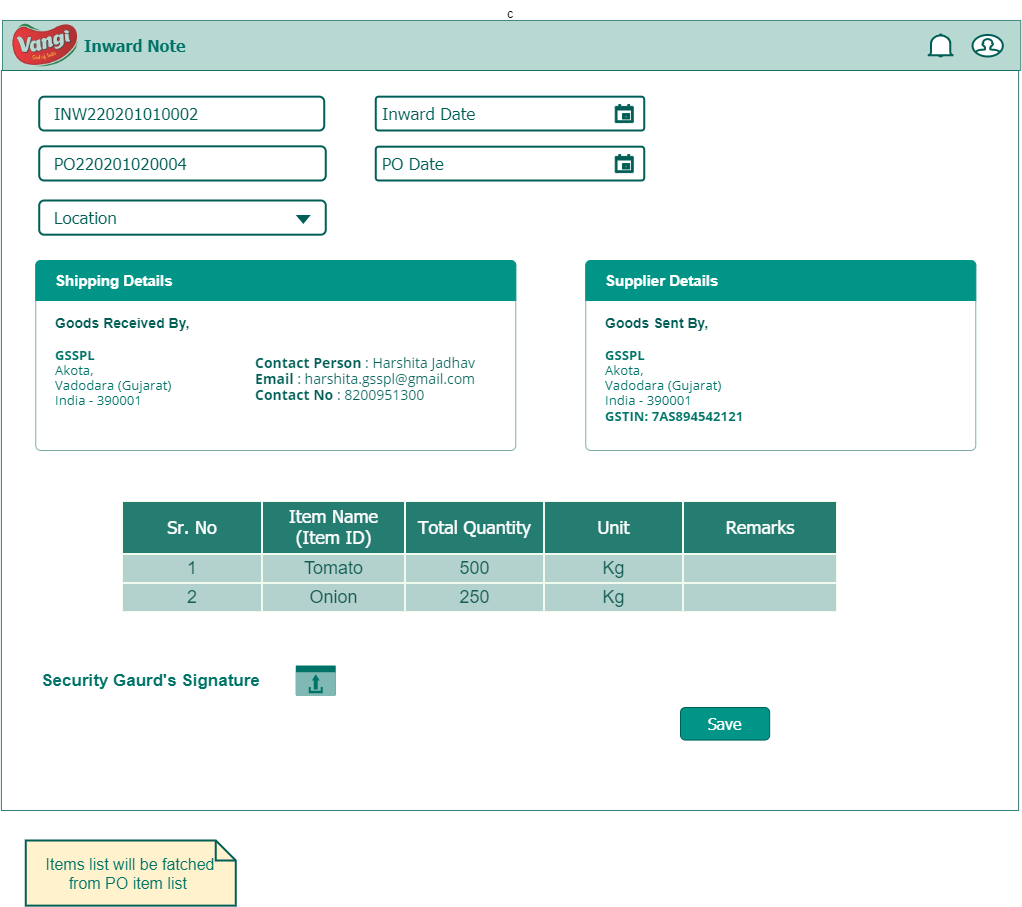 c
Vangi
Inward Note
INW220201010002
Inward Date
PO220201020004
PO Date
Location
Shipping Details
Goods Received By,
GSSPL
Akota,
Vadodara (Gujarat)
India - 390001
Contact Person : Harshita Jadhav
Email : harshita.gsspl@gmail.com
Contact No : 8200951300
Supplier Details
Goods Sent By,
GSSPL
Akota,
Vadodara (Gujarat)
India - 390001
GSTIN: 7AS894542121
Sr. No Item Name (Item ID) Total Quantity Unit Remarks
1 Tomato 500 Kg
2 Onion 250 Kg
Security Gaurd's Signature
Save
Items list will be fatched
from PO item list